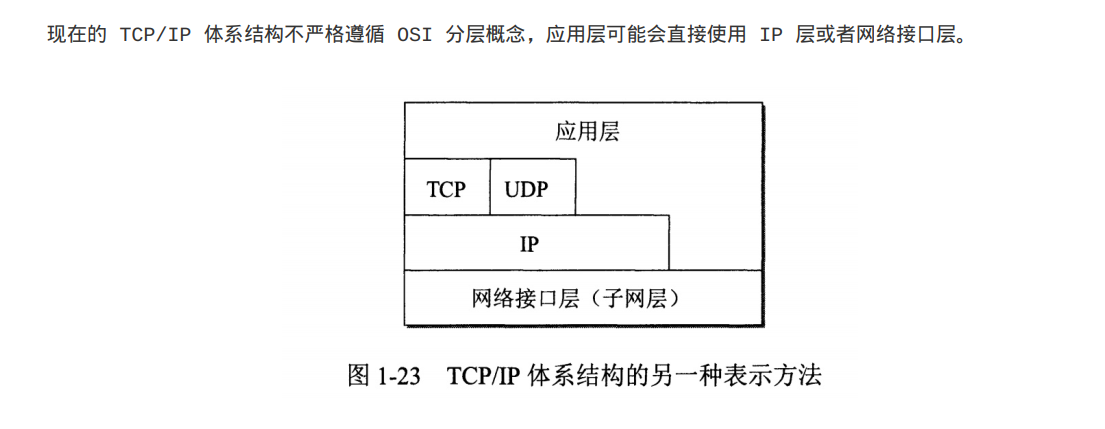 现在的 TCP/IP 体系结构不严格遵循 OSI 分层概念，应用层可能会直接使用 IP 层或者网络接口层。
应用层
TCP UDP
IP
网络接口层（子网层）
图 1-23 TCP/IP 体系结构的另一种表示方法